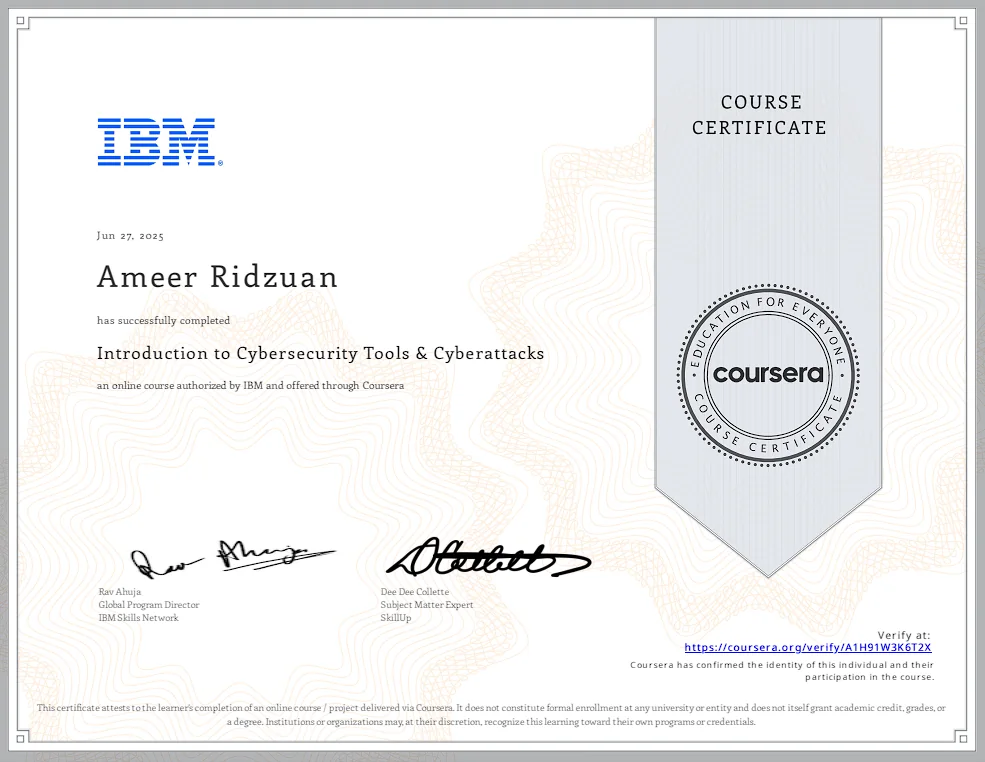 COURSE
CERTIFICATE
IBM®
Jun 27, 2025
Ameer Ridzuan
has successfully completed
Introduction to Cybersecurity Tools & Cyberattacks
an online course authorized by IBM and offered through Coursera
EDUCATION FOR EVERYONE
coursera
COURSE CERTIFICATE
Rav Ahuja
D Collette
Rav Ahuja
Global Program Director
IBM Skills Network
Dee Dee Collette
Subject Matter Expert
SkillUp
Verify at:
https://coursera.org/verify/A1H91W3K6T2X
Coursera has confirmed the identity of this individual and their
participation in the course.
This certificate attests to the learner's completion of an online course / project delivered via Coursera. It does not constitute formal enrollment at any university or entity and does not itself grant academic credit, grades, or
a degree. Institutions or organizations may, at their discretion, recognize this learning toward their own programs or credentials.